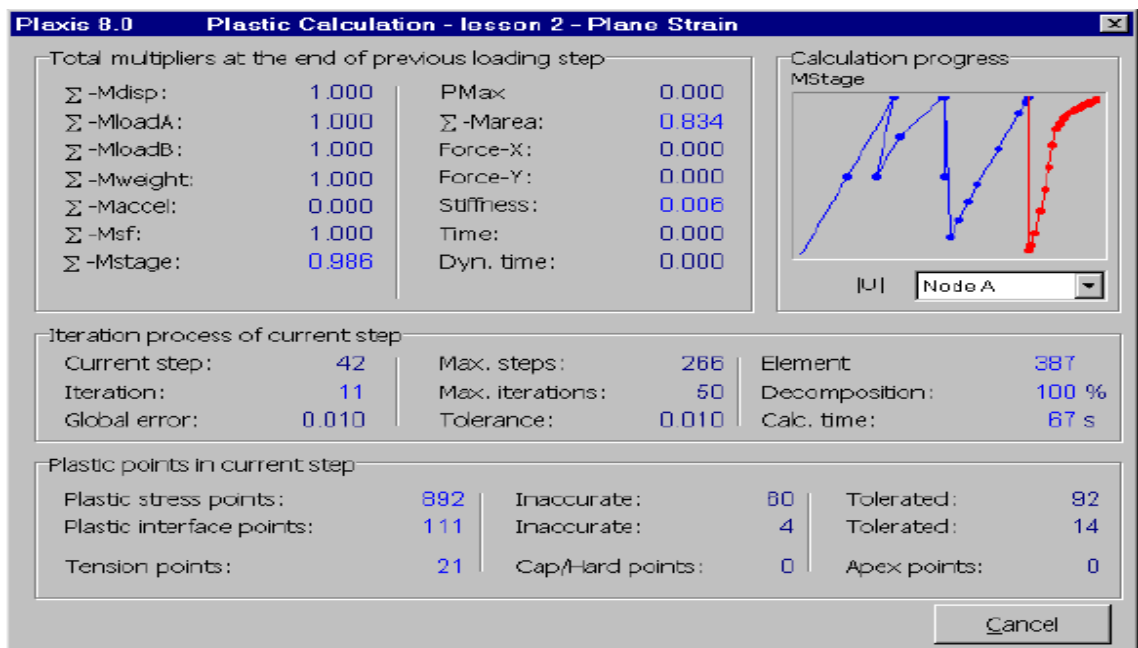 Plaxis 8.0 Plastic Calculation - lesson 2 - Plane Strain
Total multipliers at the end of previous loading step
Σ -Mdisp: 1.000 PMax 0.000
Σ -MloadA: 1.000 Σ -Marea: 0.834
Σ -MloadB: 1.000 Force-X: 0.000
Σ -Mweight: 1.000 Force-Y: 0.000
Σ -Maccel: 0.000 Stiffness: 0.006
Σ -Msf: 1.000 Time: 0.000
Σ -Mstage: 0.986 Dyn. time: 0.000
Calculation progress
MStage
|U| Node A
Iteration process of current step
Current step: 42 Max. steps: 266 Element 387
Iteration: 11 Max. iterations: 50 Decomposition: 100 %
Global error: 0.010 Tolerance: 0.010 Calc. time: 67 s
Plastic points in current step
Plastic stress points: 892 Inaccurate: 60 Tolerated: 92
Plastic interface points: 111 Inaccurate: 4 Tolerated: 14
Tension points: 21 Cap/Hard points: 0 Apex points: 0
Cancel